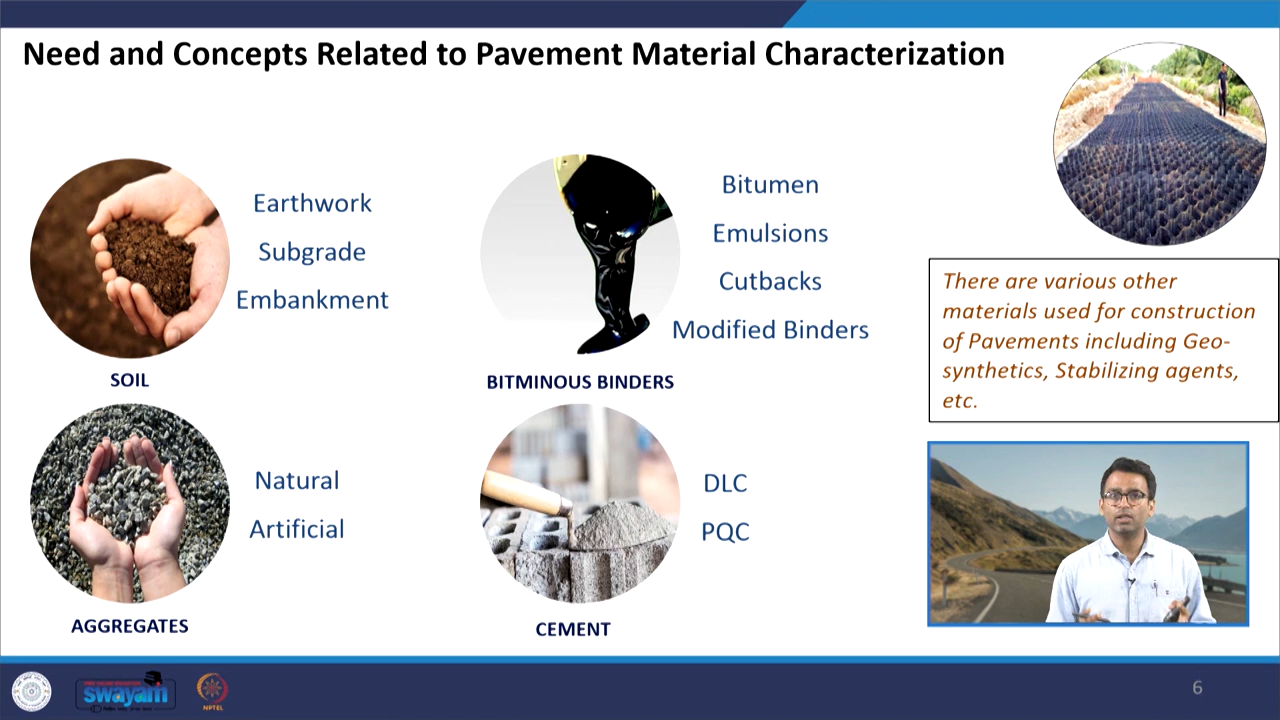 Need and Concepts Related to Pavement Material Characterization
Earthwork
Subgrade
Embankment
SOIL
Bitumen
Emulsions
Cutbacks
Modified Binders
BITMINOUS BINDERS
There are various other
materials used for construction
of Pavements including Geo-
synthetics, Stabilizing agents,
etc.
Natural
Artificial
AGGREGATES
DLC
PQC
CEMENT
swayam
NPTEL
6